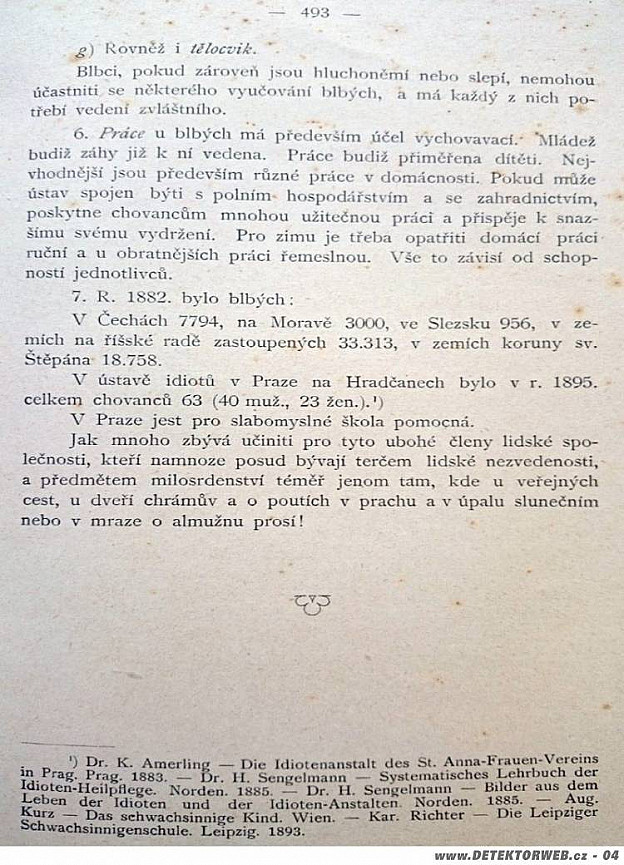 — 493 —
g) Rovněž i tělocvik.
Blbci, pokud zároveň jsou hluchoněmí nebo slepí, nemohou
účastniti se některého vyučování blbých, a má každý z nich po-
třebí vedení zvláštního.
6. Práce u blbých má především účel vychovavací. Mládež
budiž záhy již k ní vedena. Práce budiž přiměřena dítěti. Nej-
vhodnější jsou především různé práce v domácnosti. Pokud může
ústav spojen býti s polním hospodářstvím a se zahradnictvím,
poskytne chovancům mnohou užitečnou práci a přispěje k snaz-
šímu svému vydržení. Pro zimu je třeba opatřiti domácí práci
ruční a u obratnějších práci řemeslnou. Vše to závisí od schop-
ností jednotlivců.
7. R. 1882. bylo blbých:
V Čechách 7794, na Moravě 3000, ve Slezsku 956, v ze-
mích na říšské radě zastoupených 33.313, v zemích koruny sv.
Štěpána 18.758.
V ústavě idiotů v Praze na Hradčanech bylo v r. 1895.
celkem chovanců 63 (40 muž., 23 žen.).¹)
V Praze jest pro slabomyslné škola pomocná.
Jak mnoho zbývá učiniti pro tyto ubohé členy lidské spo-
lečnosti, kteří namnoze posud bývají terčem lidské nezvedenosti,
a předmětem milosrdenství téměř jenom tam, kde u veřejných
cest, u dveří chrámův a o poutích v prachu a v úpalu slunečním
nebo v mraze o almužnu prosí!
¹) Dr. K. Amerling — Die Idiotenanstalt des St. Anna-Frauen-Vereins
in Prag. Prag. 1883. — Dr. H. Sengelmann — Systematisches Lehrbuch der
Idioten-Heilpflege. Norden. 1885. — Dr. H. Sengelmann — Bilder aus dem
Leben der Idioten und der Idioten-Anstalten. Norden. 1885. — Aug.
Kurz — Das schwachsinnige Kind. Wien. — Kar. Richter — Die Leipziger
Schwachsinnigenschule. Leipzig. 1893.
www.DETEKTORWEB.cz - 04